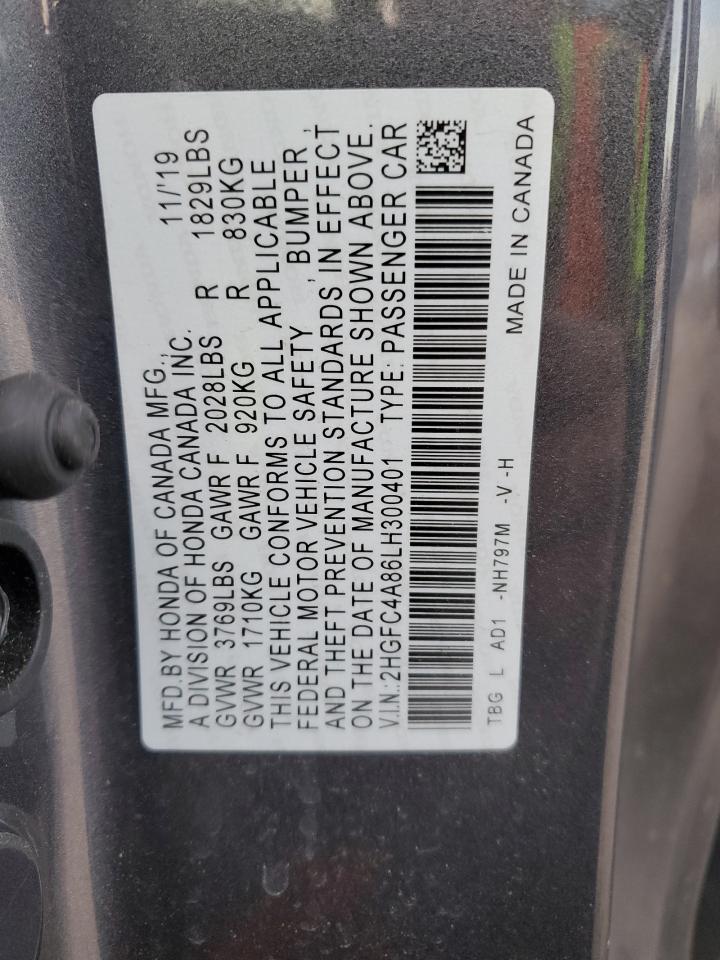 MFD.BY HONDA OF CANADA MFG., 11/'19
A DIVISION OF HONDA CANADA INC.
GVWR 3769LBS GAWR F 2028LBS R 1829LBS
GVWR 1710KG GAWR F 920KG R 830KG
THIS VEHICLE CONFORMS TO ALL APPLICABLE
FEDERAL MOTOR VEHICLE SAFETY , BUMPER ,
AND THEFT PREVENTION STANDARDS IN EFFECT
ON THE DATE OF MANUFACTURE SHOWN ABOVE.
V.I.N.:2HGFC4A86LH300401 TYPE: PASSENGER CAR
TBG L AD1 -NH797M -V -H MADE IN CANADA